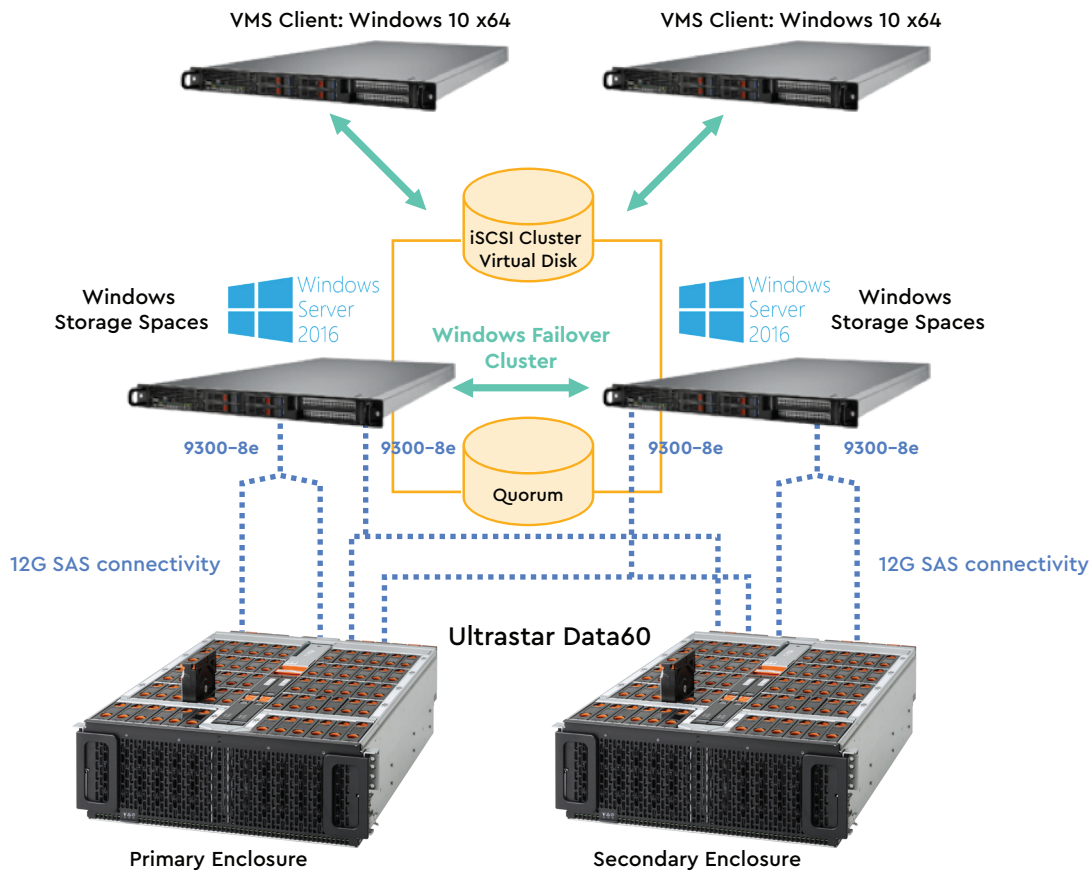 VMS Client: Windows 10 x64
VMS Client: Windows 10 x64
iSCSI Cluster
Virtual Disk
Windows
Storage Spaces
Windows
Server
2016
Windows
Server
2016
Windows
Storage Spaces
Windows Failover
Cluster
9300-8e
9300-8e
9300-8e
9300-8e
Quorum
12G SAS connectivity
12G SAS connectivity
Ultrastar Data60
Primary Enclosure
Secondary Enclosure